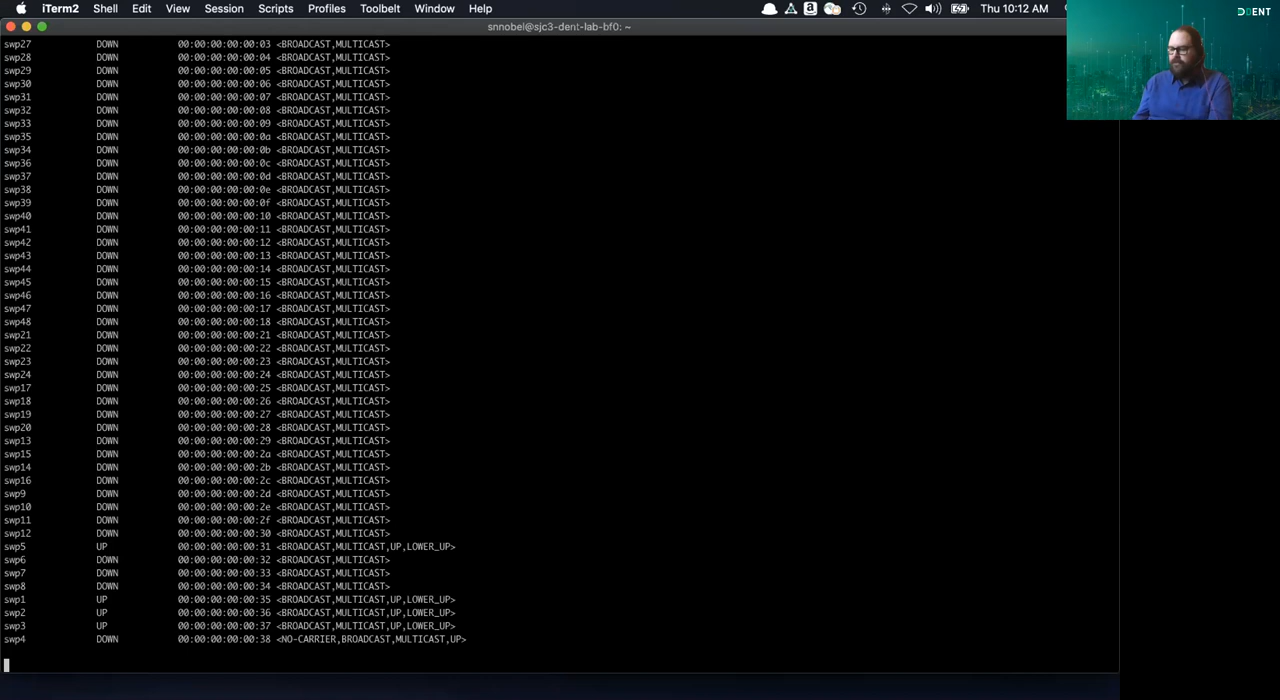 iTerm2 Shell Edit View Session Scripts Profiles Toolbelt Window Help Thu 10:12 AM
DENT
snnobel@sjc3-dent-lab-bf0: ~
swp27 DOWN 00:00:00:00:00:03 <BROADCAST,MULTICAST>
swp28 DOWN 00:00:00:00:00:04 <BROADCAST,MULTICAST>
swp29 DOWN 00:00:00:00:00:05 <BROADCAST,MULTICAST>
swp30 DOWN 00:00:00:00:00:06 <BROADCAST,MULTICAST>
swp31 DOWN 00:00:00:00:00:07 <BROADCAST,MULTICAST>
swp32 DOWN 00:00:00:00:00:08 <BROADCAST,MULTICAST>
swp33 DOWN 00:00:00:00:00:09 <BROADCAST,MULTICAST>
swp35 DOWN 00:00:00:00:00:0a <BROADCAST,MULTICAST>
swp34 DOWN 00:00:00:00:00:0b <BROADCAST,MULTICAST>
swp36 DOWN 00:00:00:00:00:0c <BROADCAST,MULTICAST>
swp37 DOWN 00:00:00:00:00:0d <BROADCAST,MULTICAST>
swp38 DOWN 00:00:00:00:00:0e <BROADCAST,MULTICAST>
swp39 DOWN 00:00:00:00:00:0f <BROADCAST,MULTICAST>
swp40 DOWN 00:00:00:00:00:10 <BROADCAST,MULTICAST>
swp41 DOWN 00:00:00:00:00:11 <BROADCAST,MULTICAST>
swp42 DOWN 00:00:00:00:00:12 <BROADCAST,MULTICAST>
swp43 DOWN 00:00:00:00:00:13 <BROADCAST,MULTICAST>
swp44 DOWN 00:00:00:00:00:14 <BROADCAST,MULTICAST>
swp45 DOWN 00:00:00:00:00:15 <BROADCAST,MULTICAST>
swp46 DOWN 00:00:00:00:00:16 <BROADCAST,MULTICAST>
swp47 DOWN 00:00:00:00:00:17 <BROADCAST,MULTICAST>
swp48 DOWN 00:00:00:00:00:18 <BROADCAST,MULTICAST>
swp21 DOWN 00:00:00:00:00:21 <BROADCAST,MULTICAST>
swp22 DOWN 00:00:00:00:00:22 <BROADCAST,MULTICAST>
swp23 DOWN 00:00:00:00:00:23 <BROADCAST,MULTICAST>
swp24 DOWN 00:00:00:00:00:24 <BROADCAST,MULTICAST>
swp17 DOWN 00:00:00:00:00:25 <BROADCAST,MULTICAST>
swp18 DOWN 00:00:00:00:00:26 <BROADCAST,MULTICAST>
swp19 DOWN 00:00:00:00:00:27 <BROADCAST,MULTICAST>
swp20 DOWN 00:00:00:00:00:28 <BROADCAST,MULTICAST>
swp13 DOWN 00:00:00:00:00:29 <BROADCAST,MULTICAST>
swp15 DOWN 00:00:00:00:00:2a <BROADCAST,MULTICAST>
swp14 DOWN 00:00:00:00:00:2b <BROADCAST,MULTICAST>
swp16 DOWN 00:00:00:00:00:2c <BROADCAST,MULTICAST>
swp9 DOWN 00:00:00:00:00:2d <BROADCAST,MULTICAST>
swp10 DOWN 00:00:00:00:00:2e <BROADCAST,MULTICAST>
swp11 DOWN 00:00:00:00:00:2f <BROADCAST,MULTICAST>
swp12 DOWN 00:00:00:00:00:30 <BROADCAST,MULTICAST>
swp5 UP 00:00:00:00:00:31 <BROADCAST,MULTICAST,UP,LOWER_UP>
swp6 DOWN 00:00:00:00:00:32 <BROADCAST,MULTICAST>
swp7 DOWN 00:00:00:00:00:33 <BROADCAST,MULTICAST>
swp8 DOWN 00:00:00:00:00:34 <BROADCAST,MULTICAST>
swp1 UP 00:00:00:00:00:35 <BROADCAST,MULTICAST,UP,LOWER_UP>
swp2 UP 00:00:00:00:00:36 <BROADCAST,MULTICAST,UP,LOWER_UP>
swp3 UP 00:00:00:00:00:37 <BROADCAST,MULTICAST,UP,LOWER_UP>
swp4 DOWN 00:00:00:00:00:38 <NO-CARRIER,BROADCAST,MULTICAST,UP>